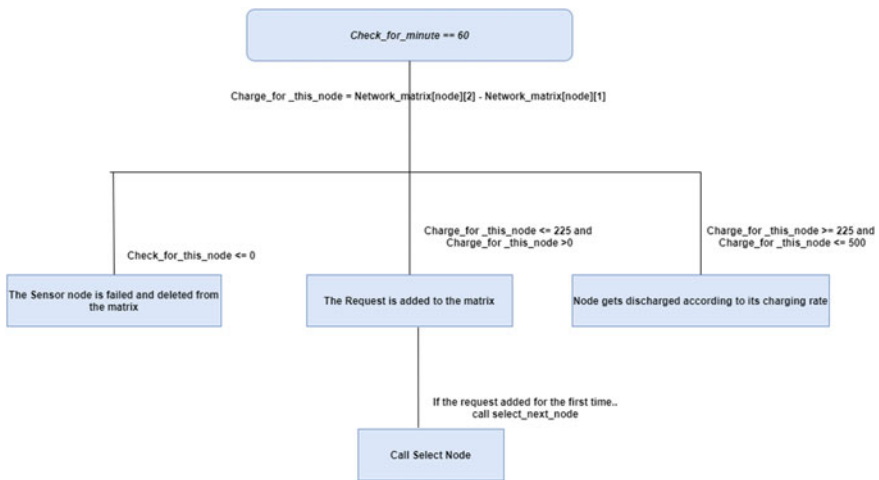 Check_for_minute == 60
Charge_for _this_node = Network_matrix[node][2] - Network_matrix[node][1]
Check_for_this_node <= 0
Charge_for _this_node <= 225 and
Charge_for _this_node >0
Charge_for _this_node >= 225 and
Charge_for _this_node <= 500
The Sensor node is failed and deleted from
the matrix
The Request is added to the matrix
Node gets discharged according to its charging rate
If the request added for the first time..
call select_next_node
Call Select Node